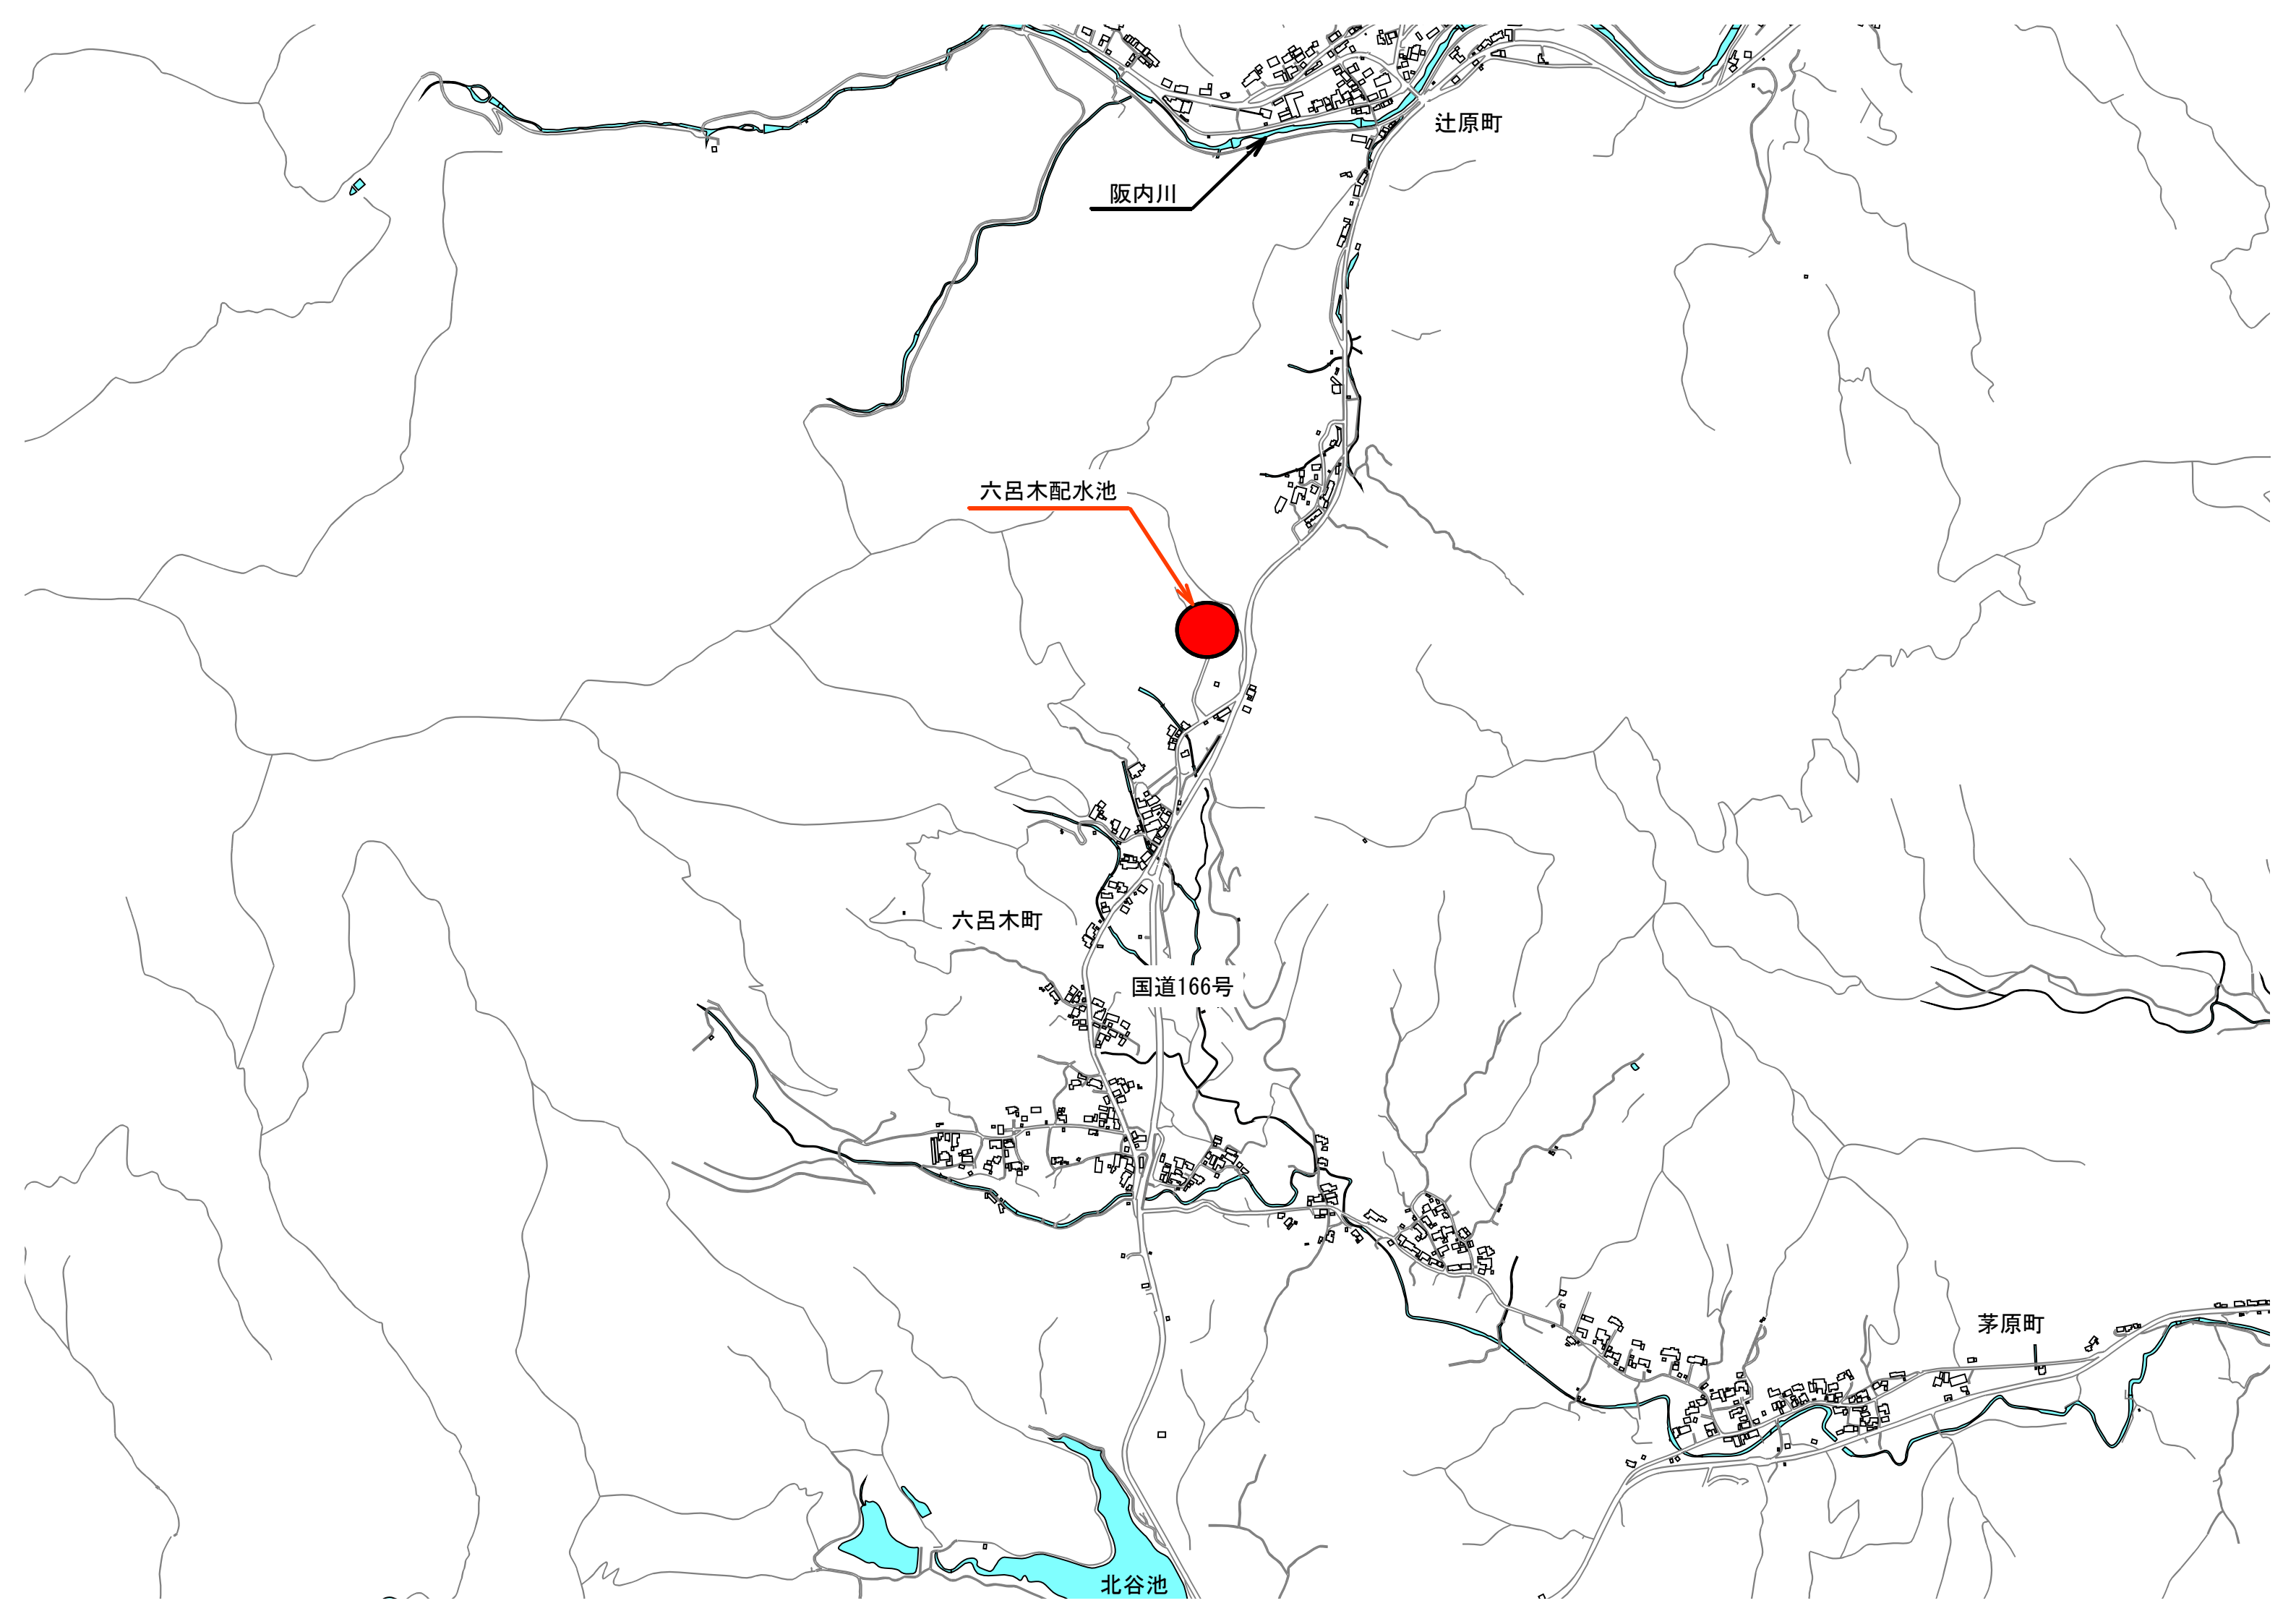 辻原町
阪内川
六呂木配水池
六呂木町
国道166号
茅原町
北谷池